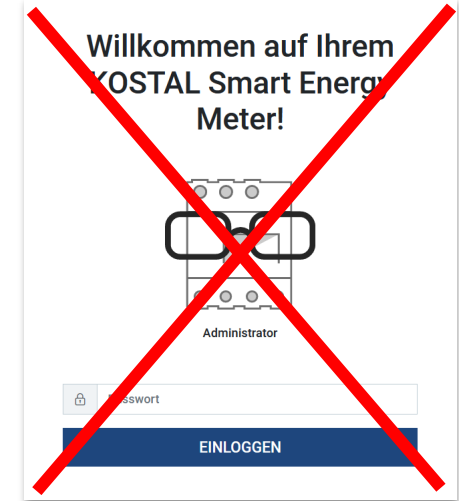 Willkommen auf Ihrem
KOSTAL Smart Energy
Meter!
Administrator
Passwort
EINLOGGEN